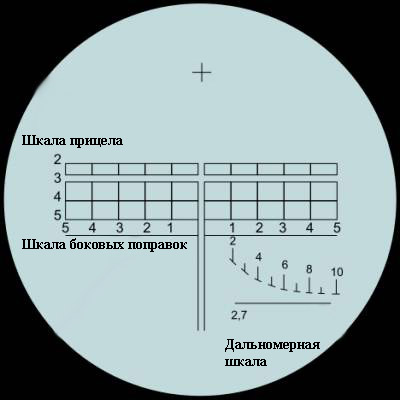 Шкала прицела
2
3
4
5
5 4 3 2 1 1 2 3 4 5
Шкала боковых поправок
2 4 6 8 10
2,7
Дальномерная
шкала